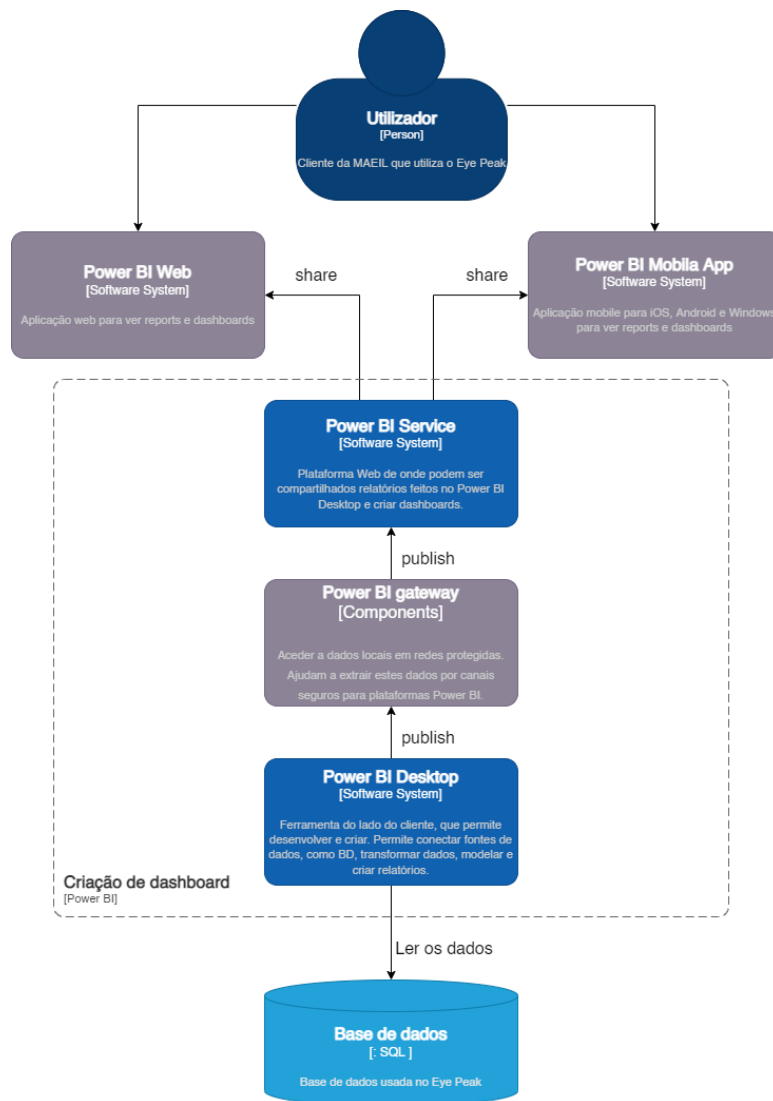 Utilizador
[Person]
Cliente da MAEIL que utiliza o Eye Peak
Power BI Web
[Software System]
Aplicação web para ver reports e dashboards
share
share
Power BI Mobila App
[Software System]
Aplicação mobile para iOS, Android e Windows
para ver reports e dashboards
Power BI Service
[Software System]
Plataforma Web de onde podem ser
compartilhados relatórios feitos no Power BI
Desktop e criar dashboards.
publish
Power BI gateway
[Components]
Aceder a dados locais em redes protegidas.
Ajudam a extrair estes dados por canais
seguros para plataformas Power BI.
publish
Power BI Desktop
[Software System]
Ferramenta do lado do cliente, que permite
desenvolver e criar. Permite conectar fontes de
dados, como BD, transformar dados, modelar e
criar relatórios.
Criação de dashboard
[Power BI]
Ler os dados
Base de dados
[: SQL ]
Base de dados usada no Eye Peak